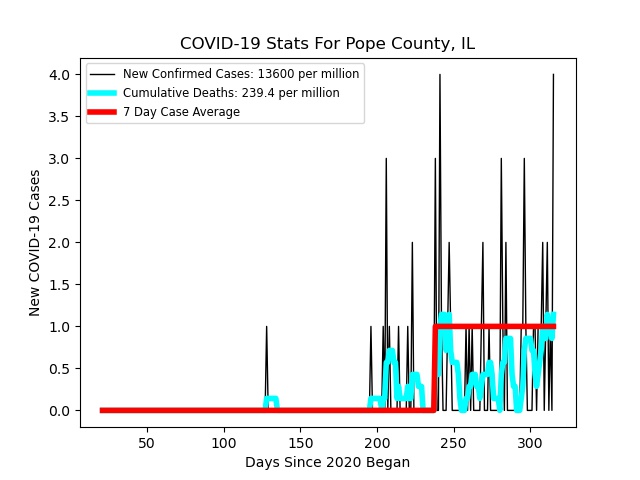 COVID-19 Stats For Pope County, IL
New Confirmed Cases: 13600 per million
Cumulative Deaths: 239.4 per million
7 Day Case Average
New COVID-19 Cases
4.0
3.5
3.0
2.5
2.0
1.5
1.0
0.5
0.0
50 100 150 200 250 300
Days Since 2020 Began